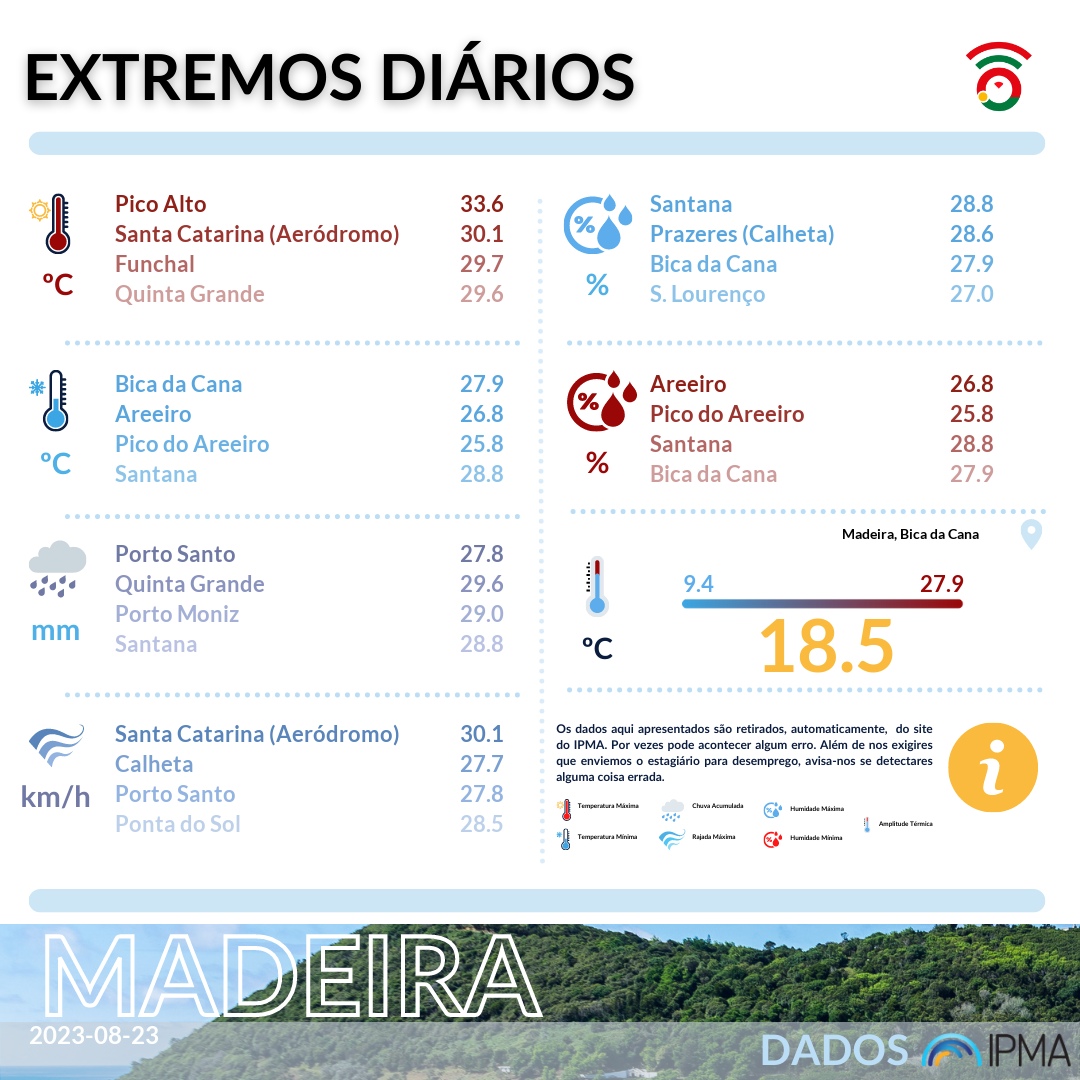 EXTREMOS DIÁRIOS
Pico Alto 33.6
Santa Catarina (Aeródromo) 30.1
Funchal 29.7
Quinta Grande 29.6
ºC
Bica da Cana 27.9
Areeiro 26.8
Pico do Areeiro 25.8
Santana 28.8
ºC
Porto Santo 27.8
Quinta Grande 29.6
Porto Moniz 29.0
Santana 28.8
mm
Santa Catarina (Aeródromo) 30.1
Calheta 27.7
Porto Santo 27.8
Ponta do Sol 28.5
km/h
Santana 28.8
Prazeres (Calheta) 28.6
Bica da Cana 27.9
S. Lourenço 27.0
%
%
Areeiro 26.8
Pico do Areeiro 25.8
Santana 28.8
Bica da Cana 27.9
%
%
Madeira, Bica da Cana
9.4 27.9
18.5
ºC
Os dados aqui apresentados são retirados, automaticamente, do site
do IPMA. Por vezes pode acontecer algum erro. Além de nos exigires
que enviemos o estagiário para desemprego, avisa-nos se detectares
alguma coisa errada.
i
Temperatura Máxima
Chuva Acumulada
Humidade Máxima
Amplitude Térmica
Temperatura Mínima
Rajada Máxima
Humidade Mínima
MADEIRA
2023-08-23
DADOS IPMA